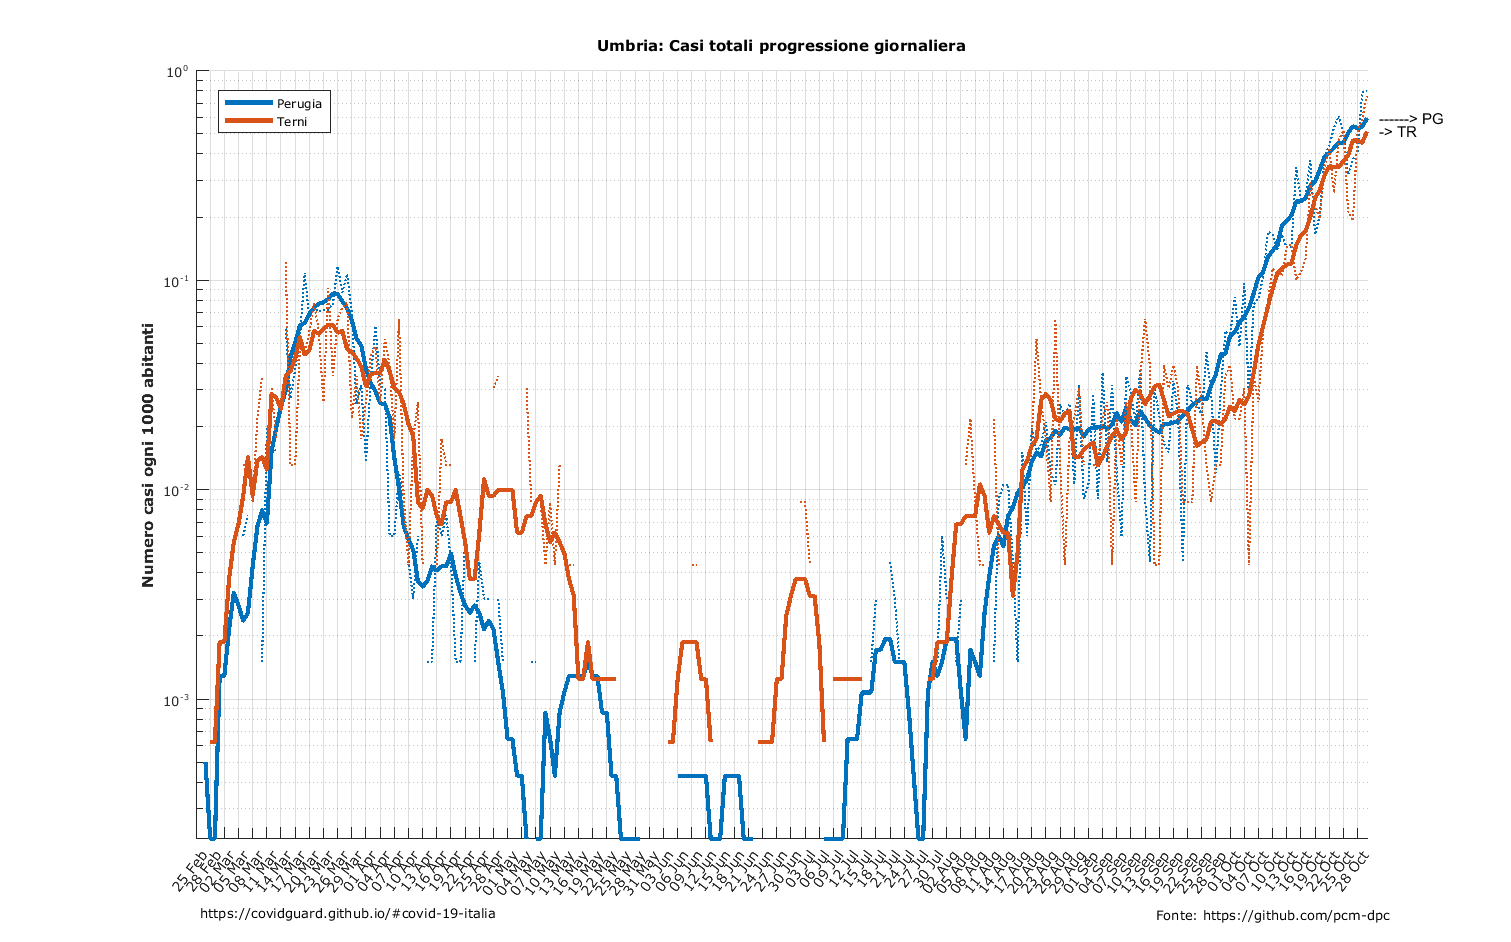 Umbria: Casi totali progressione giornaliera
10⁰
10⁻¹
10⁻²
10⁻³
Numero casi ogni 1000 abitanti
Perugia
Terni
------> PG
-> TR
25 Feb
28 Feb
02 Mar
05 Mar
08 Mar
11 Mar
14 Mar
17 Mar
20 Mar
23 Mar
26 Mar
29 Mar
01 Apr
04 Apr
07 Apr
10 Apr
13 Apr
16 Apr
19 Apr
22 Apr
25 Apr
28 Apr
01 May
04 May
07 May
10 May
13 May
16 May
19 May
22 May
25 May
28 May
31 May
03 Jun
06 Jun
09 Jun
12 Jun
15 Jun
18 Jun
21 Jun
24 Jun
27 Jun
30 Jun
03 Jul
06 Jul
09 Jul
12 Jul
15 Jul
18 Jul
21 Jul
24 Jul
27 Jul
30 Jul
02 Aug
05 Aug
08 Aug
11 Aug
14 Aug
17 Aug
20 Aug
23 Aug
26 Aug
29 Aug
01 Sep
04 Sep
07 Sep
10 Sep
13 Sep
16 Sep
19 Sep
22 Sep
25 Sep
28 Sep
01 Oct
04 Oct
07 Oct
10 Oct
13 Oct
16 Oct
19 Oct
22 Oct
25 Oct
28 Oct
https://covidguard.github.io/#covid-19-italia
Fonte: https://github.com/pcm-dpc